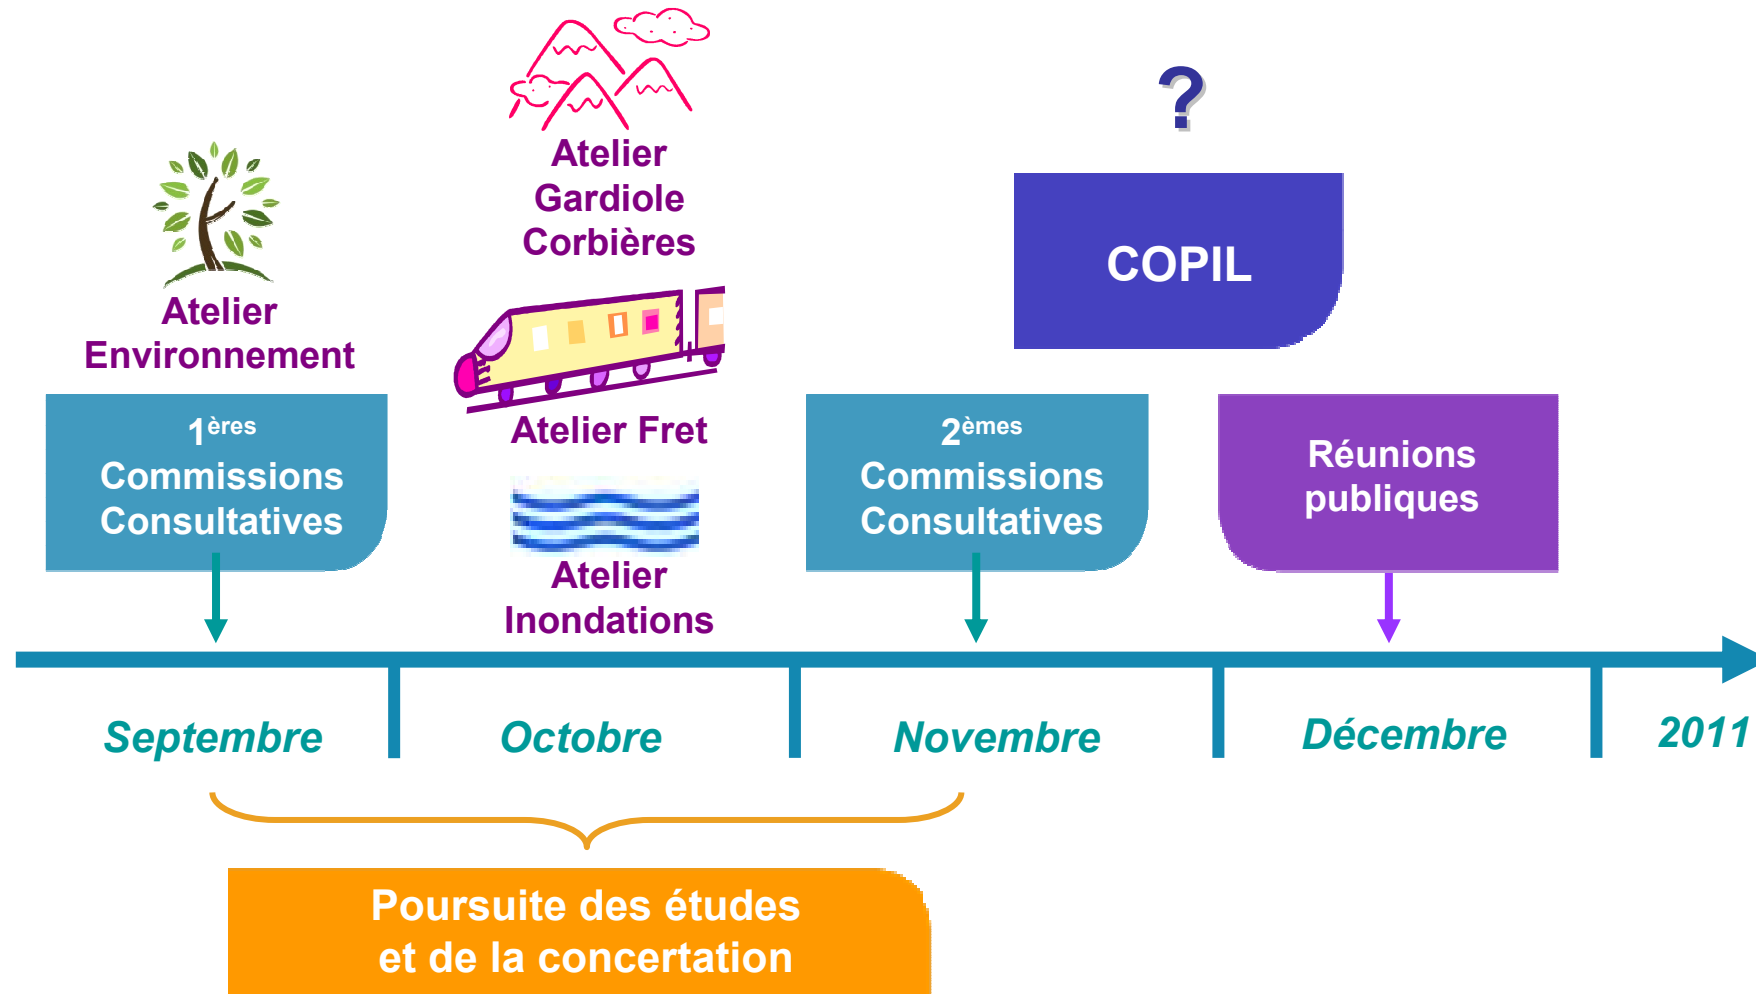 Atelier
Environnement
1ères
Commissions
Consultatives
Atelier
Gardiole
Corbières
Atelier Fret
Atelier
Inondations
?
COPIL
2èmes
Commissions
Consultatives
Réunions
publiques
Septembre
Octobre
Novembre
Décembre
2011
Poursuite des études
et de la concertation